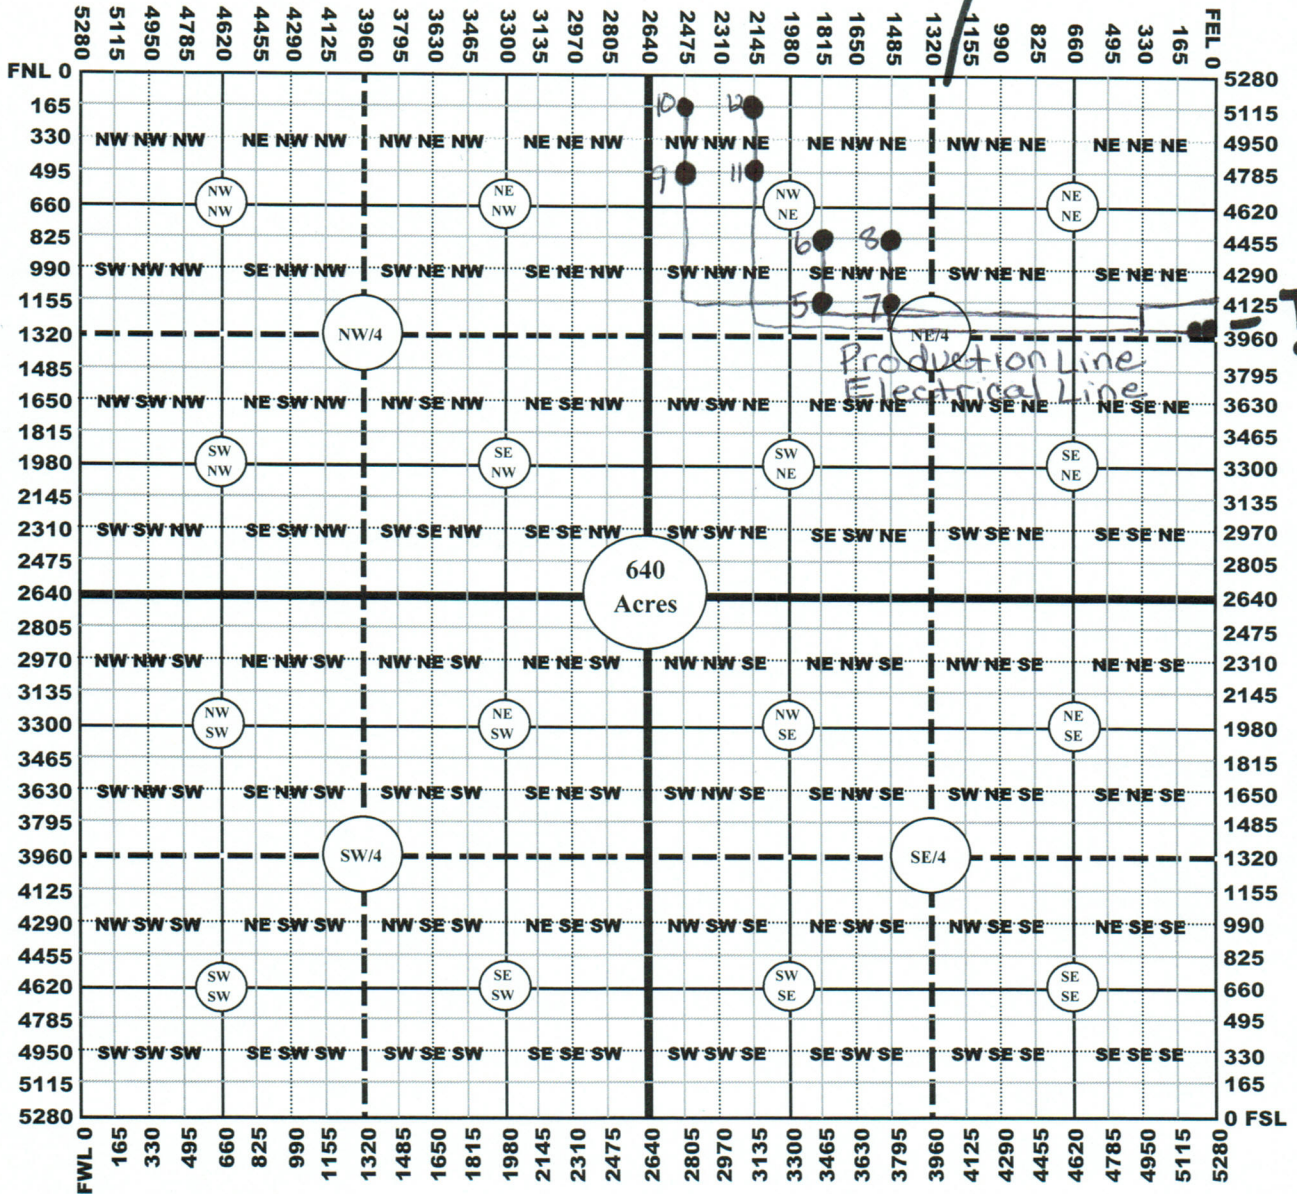 5280 5115 4950 4785 4620 4455 4290 4125 3960 3795 3630 3465 3300 3135 2970 2805 2640 2475 2310 2145 1980 1815 1650 1485 1320 1155 990 825 660 495 330 165 FEL 0
FNL 0 5280
165 10 12 5115
330 NW NW NW NE NW NW NW NE NW NE NE NW NW NW NE NE NW NE NW NE NE NE NE NE 4950
495 9 11 4785
660 NW NW NE NW NW NE NE NE 4620
825 6 8 4455
990 SW NW NW SE NW NW SW NE NW SE NE NW SW NW NE SE NW NE SW NE NE SE NE NE 4290
1155 5 7 4125
1320 NW/4 NE/4 3960
Production Line
1485 3795
Electrical Line
1650 NW SW NW NE SW NW NW SE NW NE SE NW NW SW NE NE SW NE NW SE NE NE SE NE 3630
1815 3465
1980 SW NW SE NW SW NE SE NE 3300
2145 3135
2310 SW SW NW SE SW NW SW SE NW SE SE NW SW SW NE SE SW NE SW SE NE SE SE NE 2970
2475 2805
2640 640 Acres 2640
2805 2475
2970 NW NW SW NE NW SW NW NE SW NE NE SW NW NW SE NE NW SE NW NE SE NE NE SE 2310
3135 2145
3300 NW SW NE SW NW SE NE SE 1980
3465 1815
3630 SW NW SW SE NW SW SW NE SW SE NE SW SW NW SE SE NW SE SW NE SE SE NE SE 1650
3795 1485
3960 SW/4 SE/4 1320
4125 1155
4290 NW SW SW NE SW SW NW SE SW NE SE SW NW SW SE NE SW SE NW SE SE NE SE SE 990
4455 825
4620 SW SW SE SW SW SE SE SE 660
4785 495
4950 SW SW SW SE SW SW SW SE SW SE SE SW SW SW SE SE SW SE SW SE SE SE SE SE 330
5115 165
5280 0 FSL
FWL 0 165 330 495 660 825 990 1155 1320 1485 1650 1815 1980 2145 2310 2475 2640 2805 2970 3135 3300 3465 3630 3795 3960 4125 4290 4455 4620 4785 4950 5115 5280